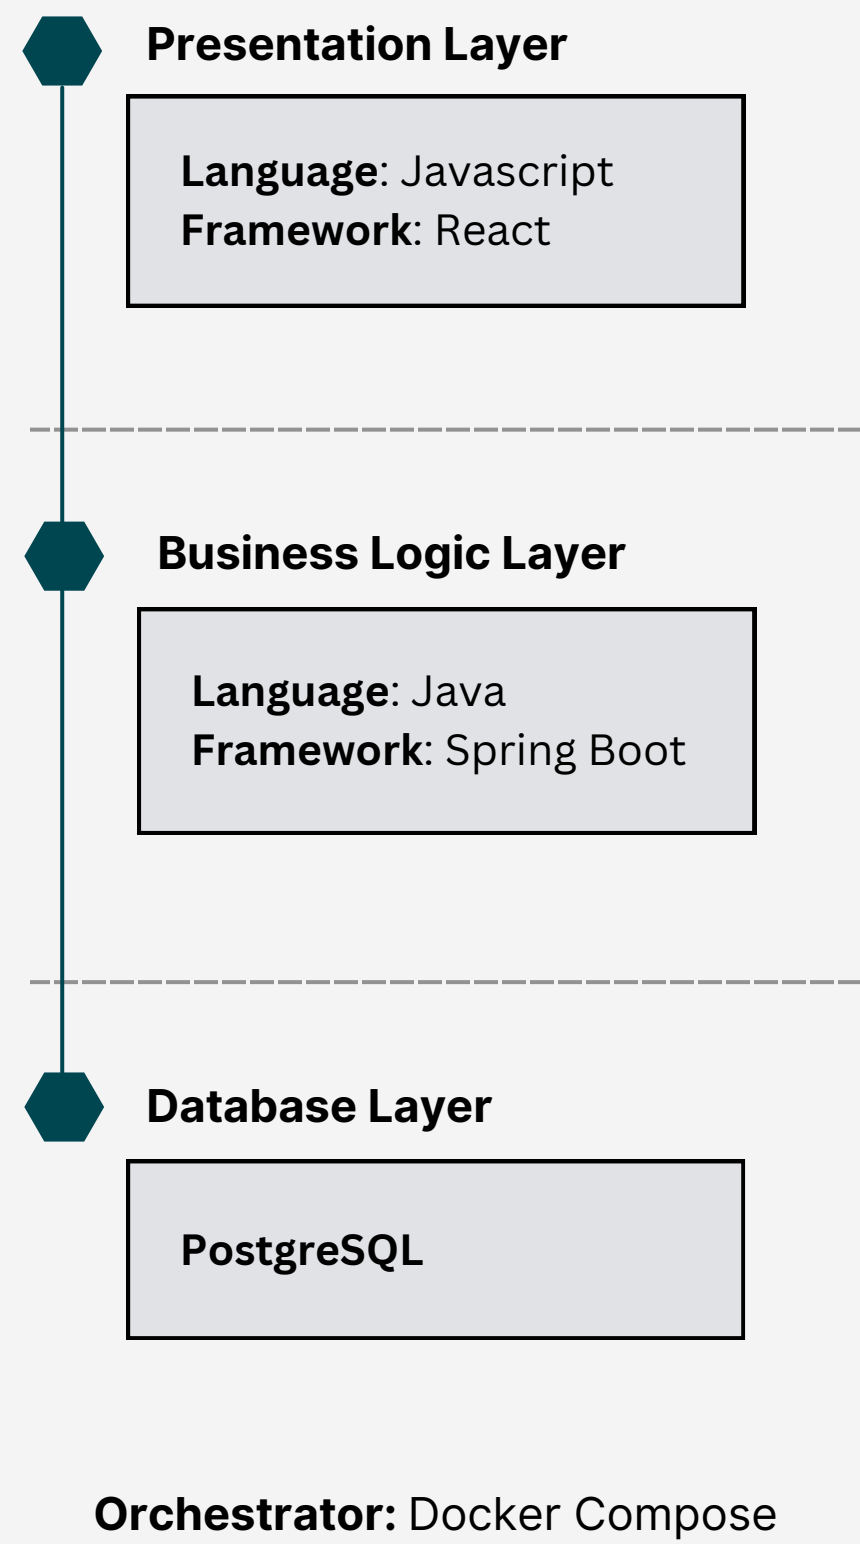 Presentation Layer
Language: Javascript
Framework: React
Business Logic Layer
Language: Java
Framework: Spring Boot
Database Layer
PostgreSQL
Orchestrator: Docker Compose